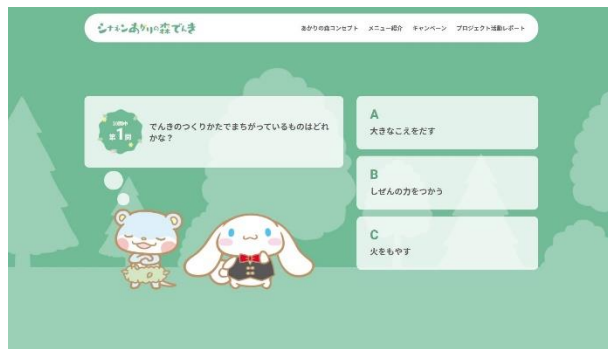 シナネンあかりの森でんき
あかりの森コンセプト メニュー紹介 キャンペーン プロジェクト活動レポート
第1問
でんきのつくりかたでまちがっているものはどれ
かな?
A
大きなこえをだす
B
しぜんの力をつかう
C
火をもやす